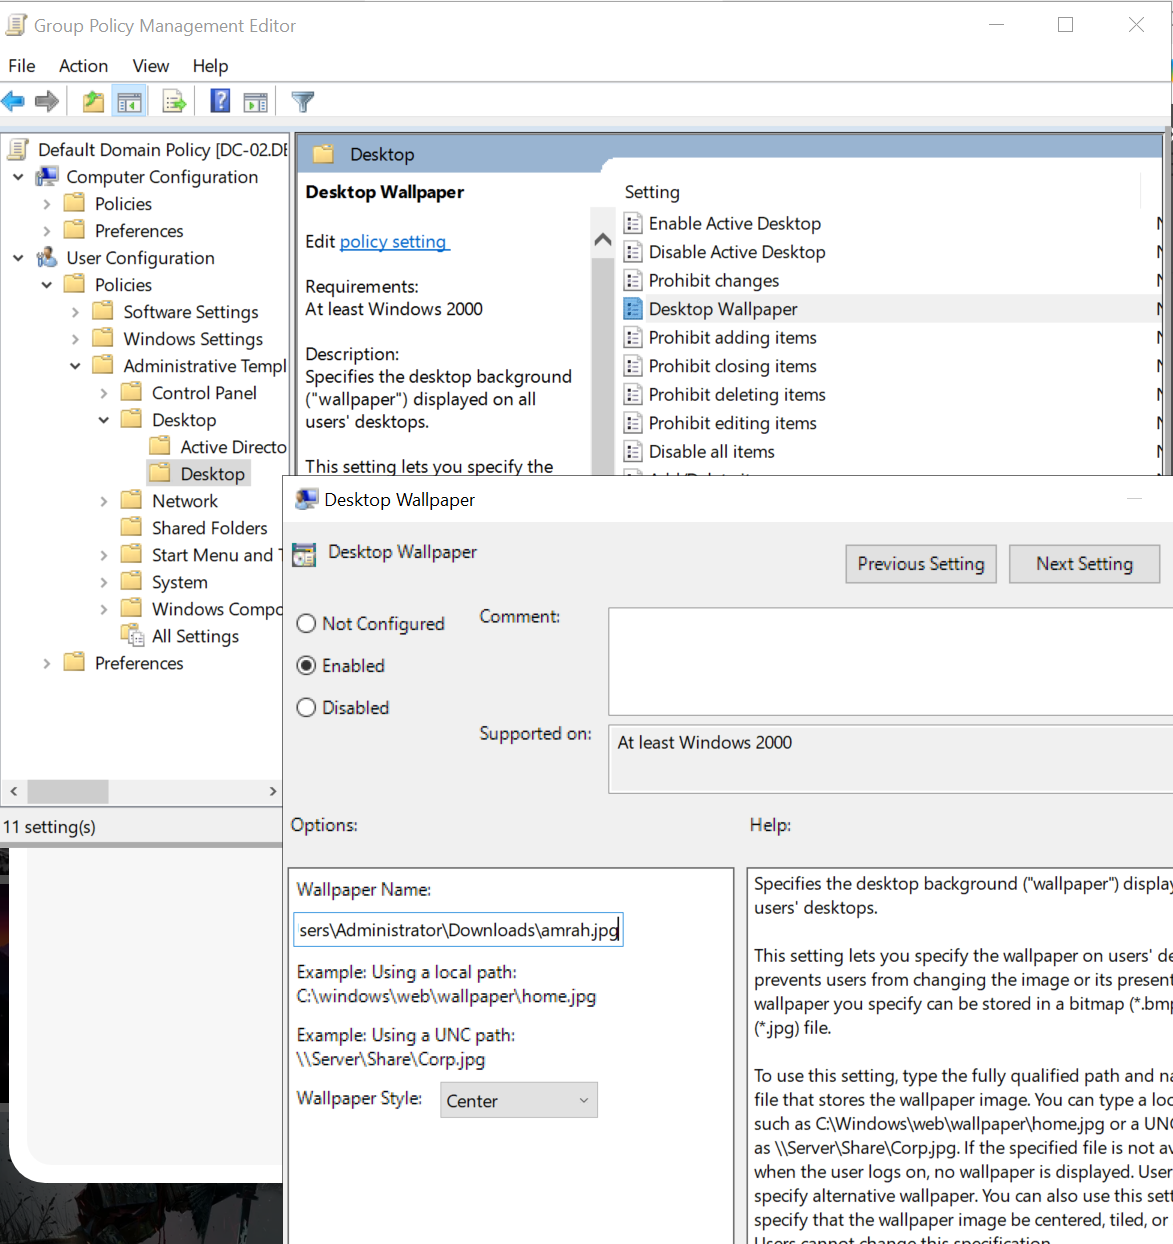 Group Policy Management Editor
File Action View Help
Default Domain Policy [DC-02.DE
Computer Configuration
Policies
Preferences
User Configuration
Policies
Software Settings
Windows Settings
Administrative Templ
Control Panel
Desktop
Active Directo
Desktop
Network
Shared Folders
Start Menu and T
System
Windows Compo
All Settings
Preferences
11 setting(s)
Desktop
Desktop Wallpaper
Edit policy setting
Requirements:
At least Windows 2000
Description:
Specifies the desktop background
("wallpaper") displayed on all
users' desktops.
This setting lets you specify the
Setting
Enable Active Desktop
Disable Active Desktop
Prohibit changes
Desktop Wallpaper
Prohibit adding items
Prohibit closing items
Prohibit deleting items
Prohibit editing items
Disable all items
Desktop Wallpaper
Desktop Wallpaper
Previous Setting
Next Setting
Not Configured
Enabled
Disabled
Comment:
Supported on:
At least Windows 2000
Options:
Help:
Wallpaper Name:
sers\Administrator\Downloads\amrah.jpg
Example: Using a local path:
C:\windows\web\wallpaper\home.jpg
Example: Using a UNC path:
\\Server\Share\Corp.jpg
Wallpaper Style: Center
Specifies the desktop background ("wallpaper") display
users' desktops.
This setting lets you specify the wallpaper on users' de
prevents users from changing the image or its present
wallpaper you specify can be stored in a bitmap (*.bmp
(*.jpg) file.
To use this setting, type the fully qualified path and na
file that stores the wallpaper image. You can type a loc
such as C:\Windows\web\wallpaper\home.jpg or a UNC
as \\Server\Share\Corp.jpg. If the specified file is not av
when the user logs on, no wallpaper is displayed. User
specify alternative wallpaper. You can also use this sett
specify that the wallpaper image be centered, tiled, or
Users cannot change this specification.